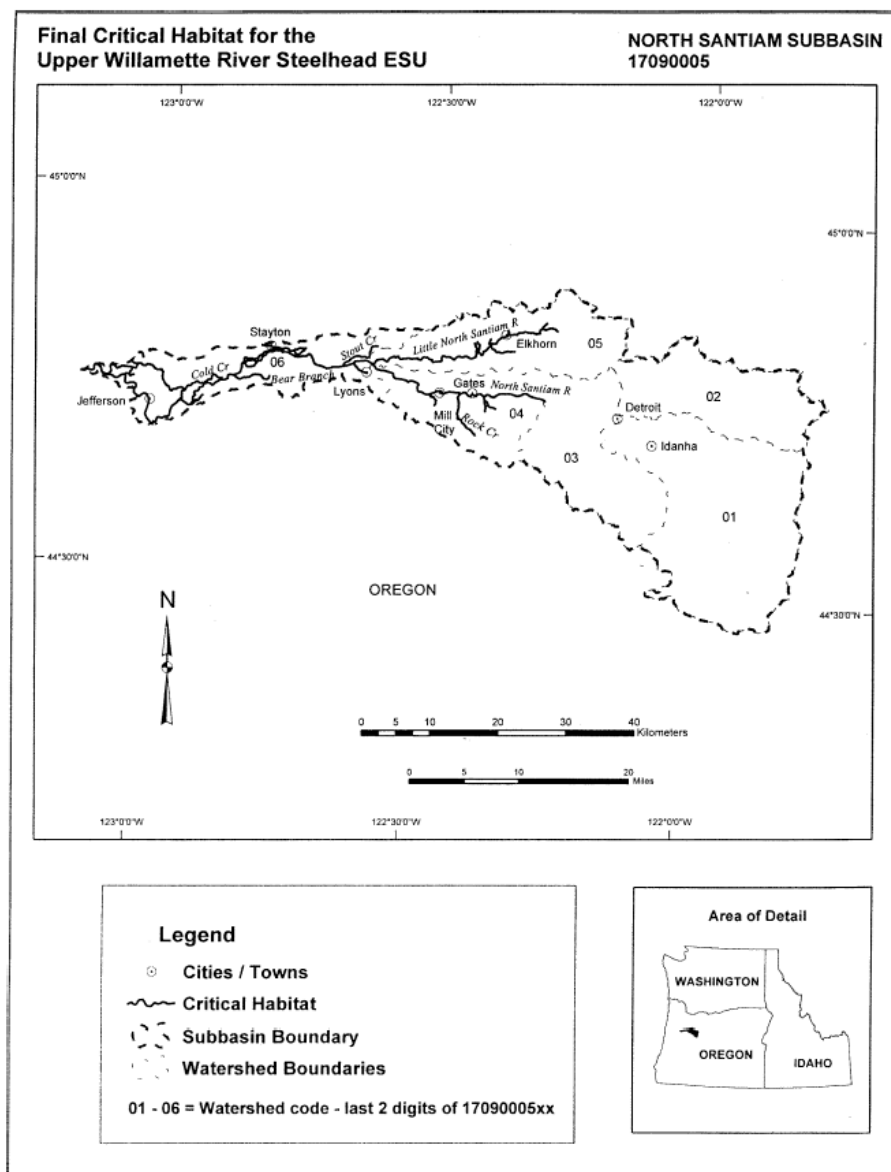 Final Critical Habitat for the
Upper Willamette River Steelhead ESU
NORTH SANTIAM SUBBASIN
17090005
123°0'0"W
122°30'0"W
122°0'0"W
45°0'0"N
45°0'0"N
Stayton
Stout Cr
Little North Santiam R
Elkhorn
05
06
Cold Cr
Bear Branch
Lyons
Gates
North Santiam R
02
Jefferson
Mill
City
Rock Cr
04
Detroit
Idanha
03
01
44°30'0"N
44°30'0"N
OREGON
N
0 5 10 20 30 40
Kilometers
0 5 10 20
Miles
123°0'0"W
122°30'0"W
122°0'0"W
Legend
Cities / Towns
Critical Habitat
Subbasin Boundary
Watershed Boundaries
01 - 06 = Watershed code - last 2 digits of 17090005xx
Area of Detail
WASHINGTON
OREGON
IDAHO